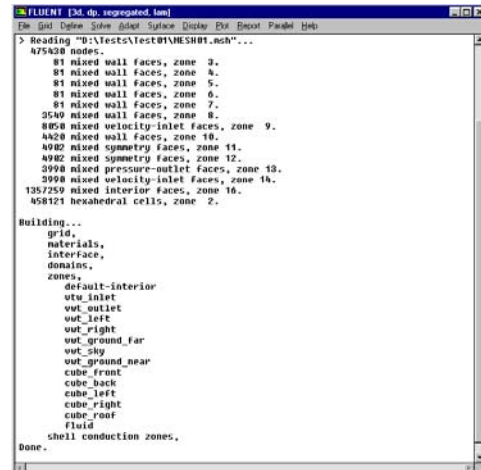 FLUENT [3d, dp, segregated, lam]
File Grid Define Solve Adapt Surface Display Plot Report Parallel Help
> Reading "D:\Tests\Test01\MESH01.msh"...
475430 nodes.
81 mixed wall faces, zone 3.
81 mixed wall faces, zone 4.
81 mixed wall faces, zone 5.
81 mixed wall faces, zone 6.
81 mixed wall faces, zone 7.
3549 mixed wall faces, zone 8.
8050 mixed velocity-inlet faces, zone 9.
4420 mixed wall faces, zone 10.
4902 mixed symmetry faces, zone 11.
4902 mixed symmetry faces, zone 12.
3990 mixed pressure-outlet faces, zone 13.
3990 mixed velocity-inlet faces, zone 14.
1357259 mixed interior faces, zone 16.
458121 hexahedral cells, zone 2.
Building...
grid,
materials,
interface,
domains,
zones,
default-interior
vtw_inlet
vwt_outlet
vwt_left
vwt_right
vwt_ground_far
vwt_sky
vwt_ground_near
cube_front
cube_back
cube_left
cube_right
cube_roof
fluid
shell conduction zones,
Done.